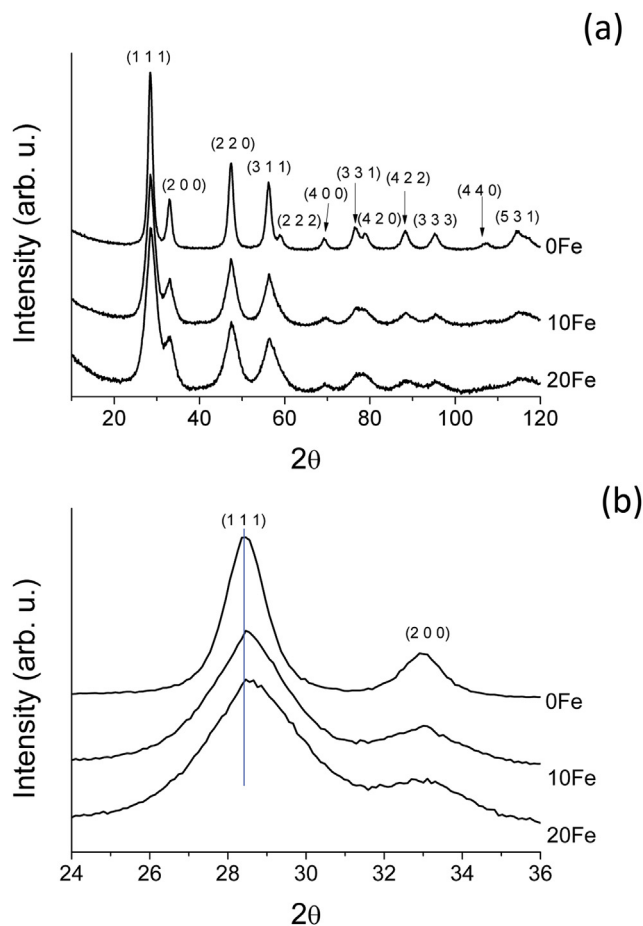 (a)
(1 1 1)
(2 0 0)
(2 2 0)
(3 1 1)
(2 2 2)
(4 0 0)
(3 3 1)
(4 2 0)
(4 2 2)
(3 3 3)
(4 4 0)
(5 3 1)
0Fe
10Fe
20Fe
Intensity (arb. u.)
20 40 60 80 100 120
2θ
(b)
(1 1 1)
(2 0 0)
0Fe
10Fe
20Fe
Intensity (arb. u.)
24 26 28 30 32 34 36
2θ